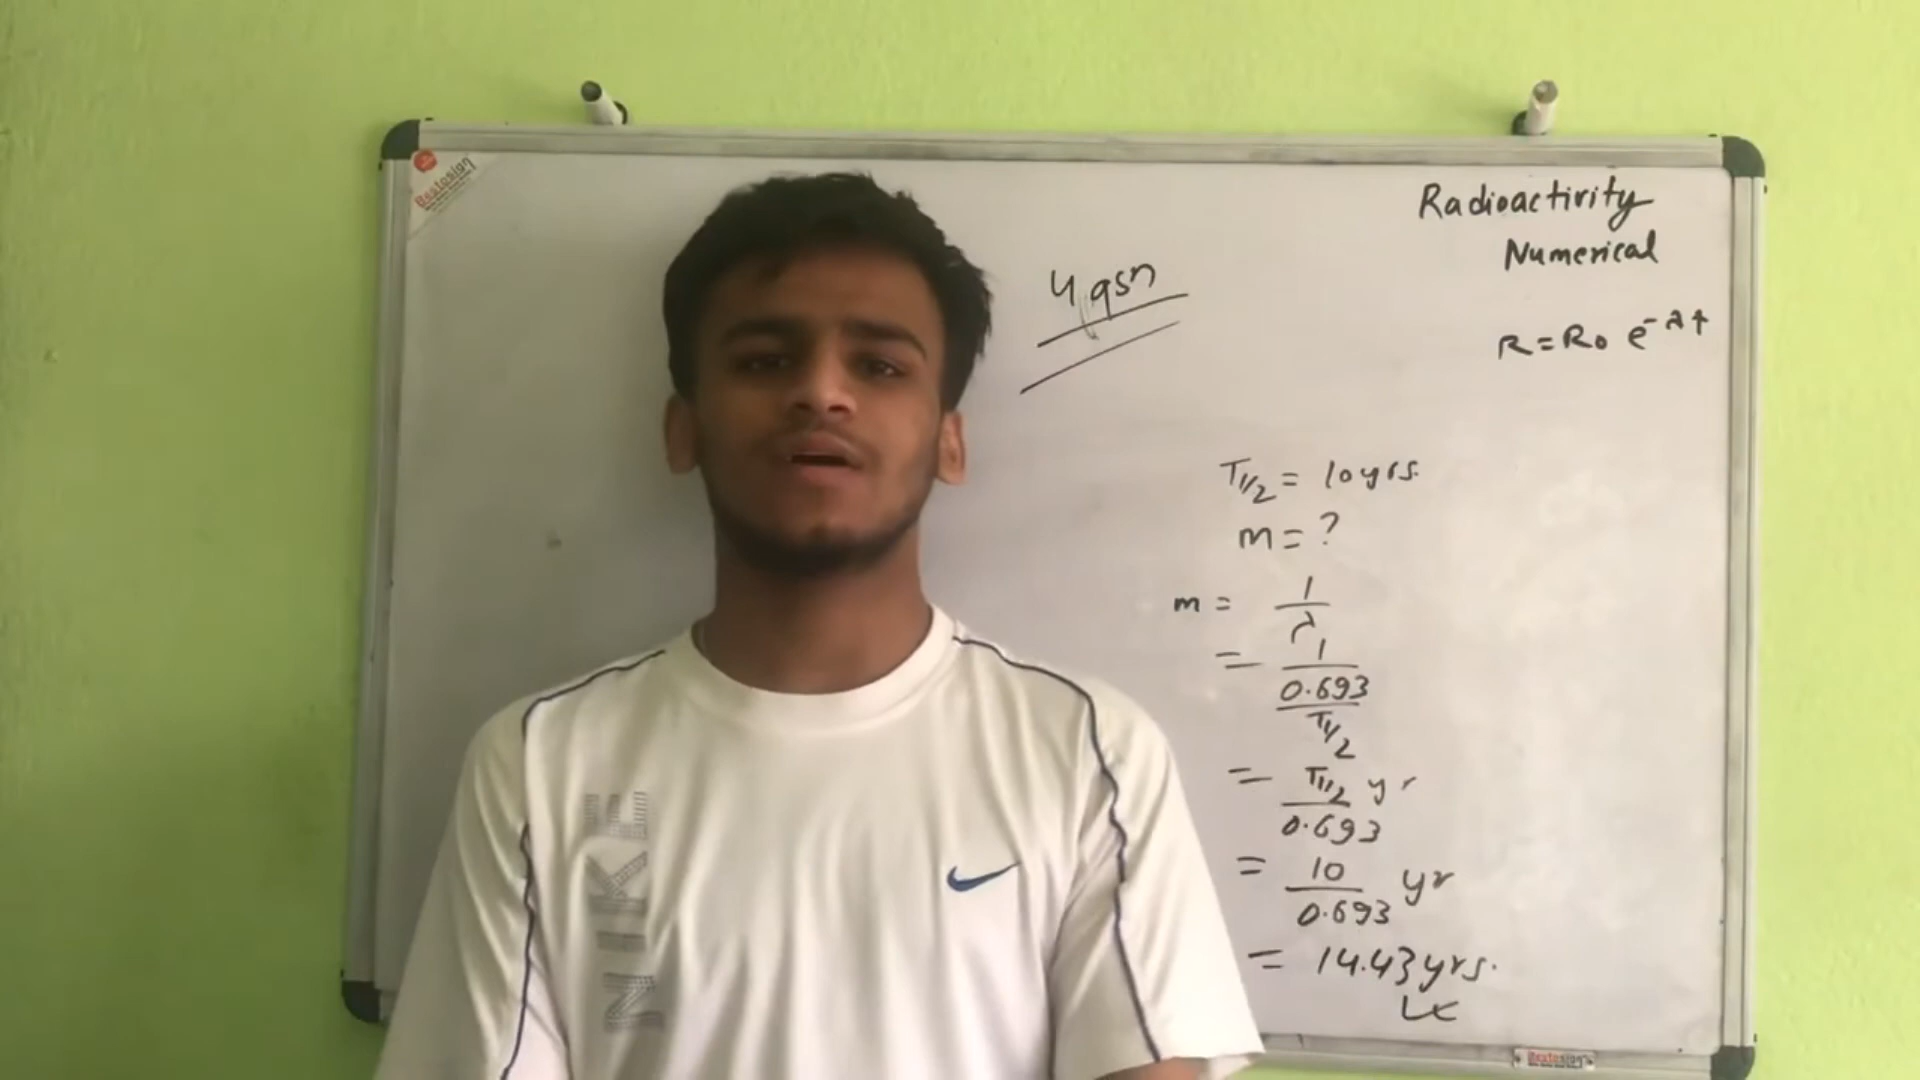 Radioactivity
Numerical
4 qsn
R = R₀ e^-λt
T1/2 = 10 yrs.
m = ?
m = 1/λ
= 1/(0.693/T1/2)
= T1/2/0.693 yr
= 10/0.693 yr
= 14.43 yrs.
NIKE